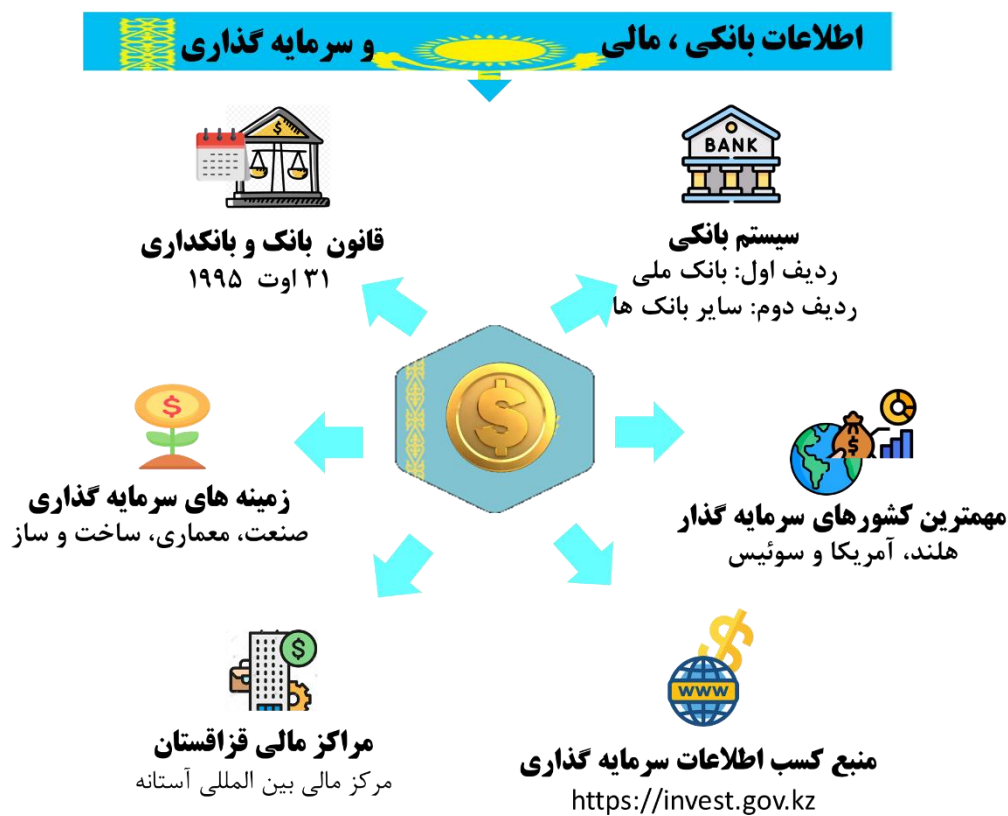 اطلاعات بانکی ، مالی و سرمایه گذاری
BANK
سیستم بانکی
ردیف اول: بانک ملی
ردیف دوم: سایر بانک ها
$
قانون بانک و بانکداری
۳۱ اوت ۱۹۹۵
$
مهمترین کشورهای سرمایه گذار
هلند، آمریکا و سوئیس
$
زمینه های سرمایه گذاری
صنعت، معماری، ساخت و ساز
$
$
WWW
منبع کسب اطلاعات سرمایه گذاری
https://invest.gov.kz
$
مراکز مالی قزاقستان
مرکز مالی بین المللی آستانه